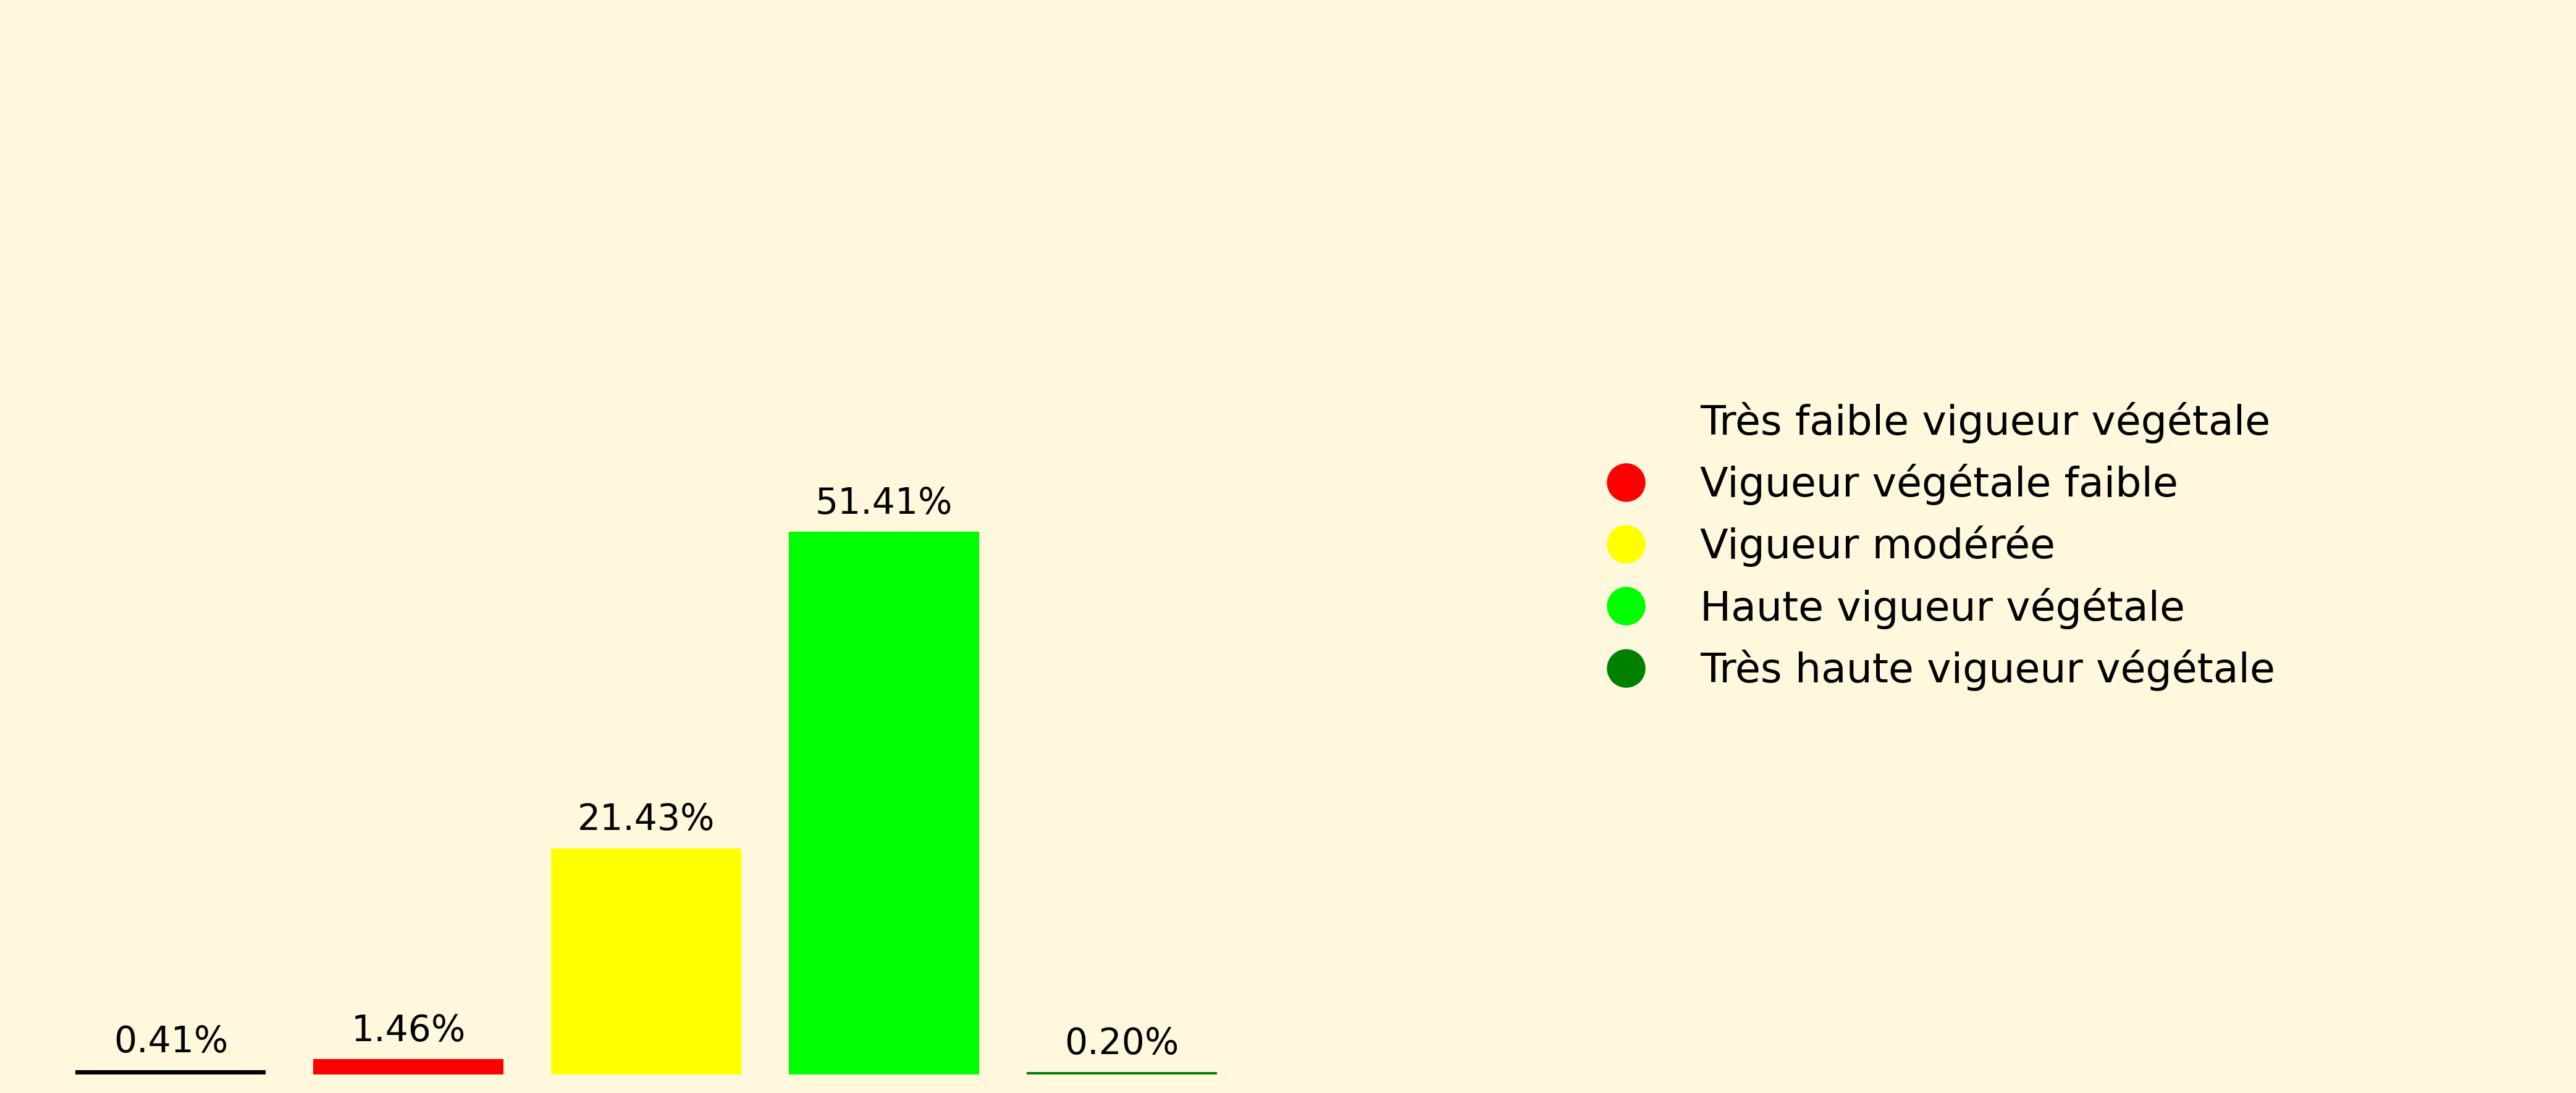 51.41%
21.43%
1.46%
0.41%
0.20%
Très faible vigueur végétale
Vigueur végétale faible
Vigueur modérée
Haute vigueur végétale
Très haute vigueur végétale